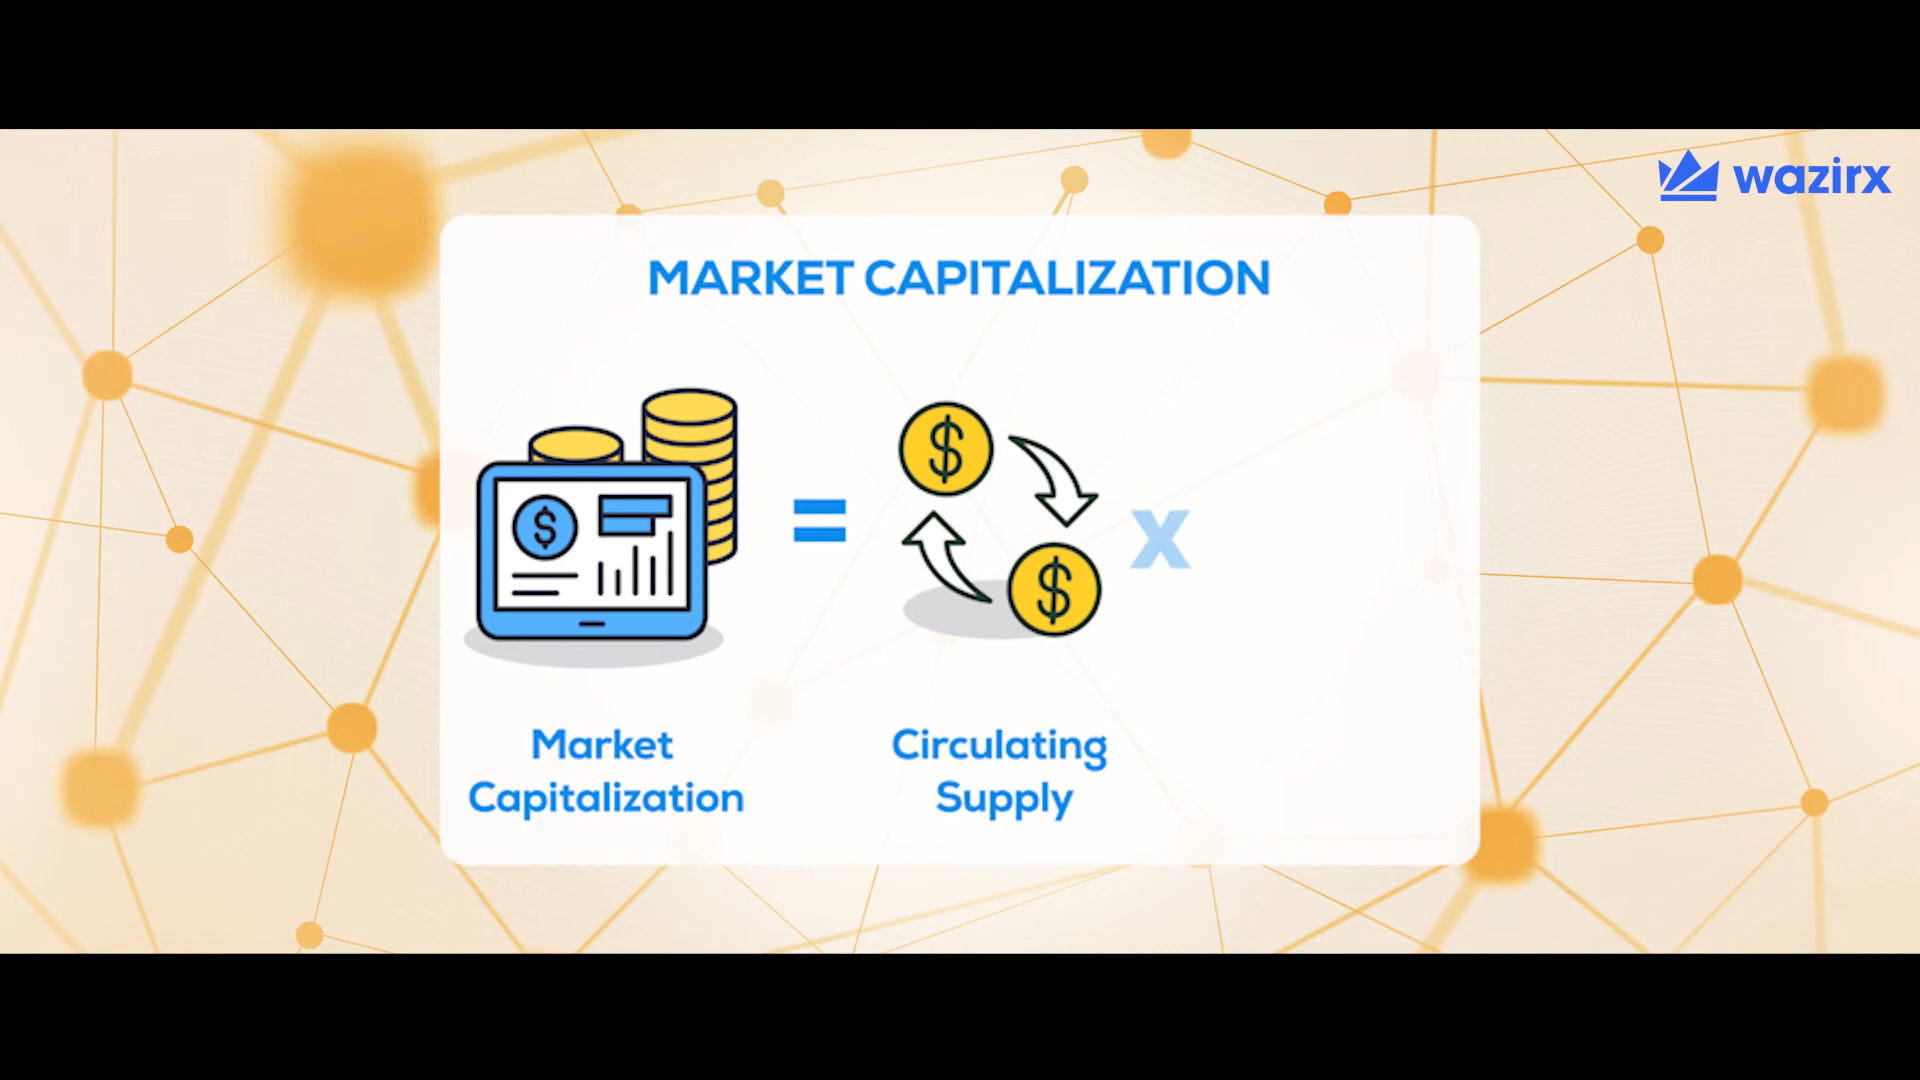 wazirx
MARKET CAPITALIZATION
$
$
=
x
$
Market
Capitalization
Circulating
Supply